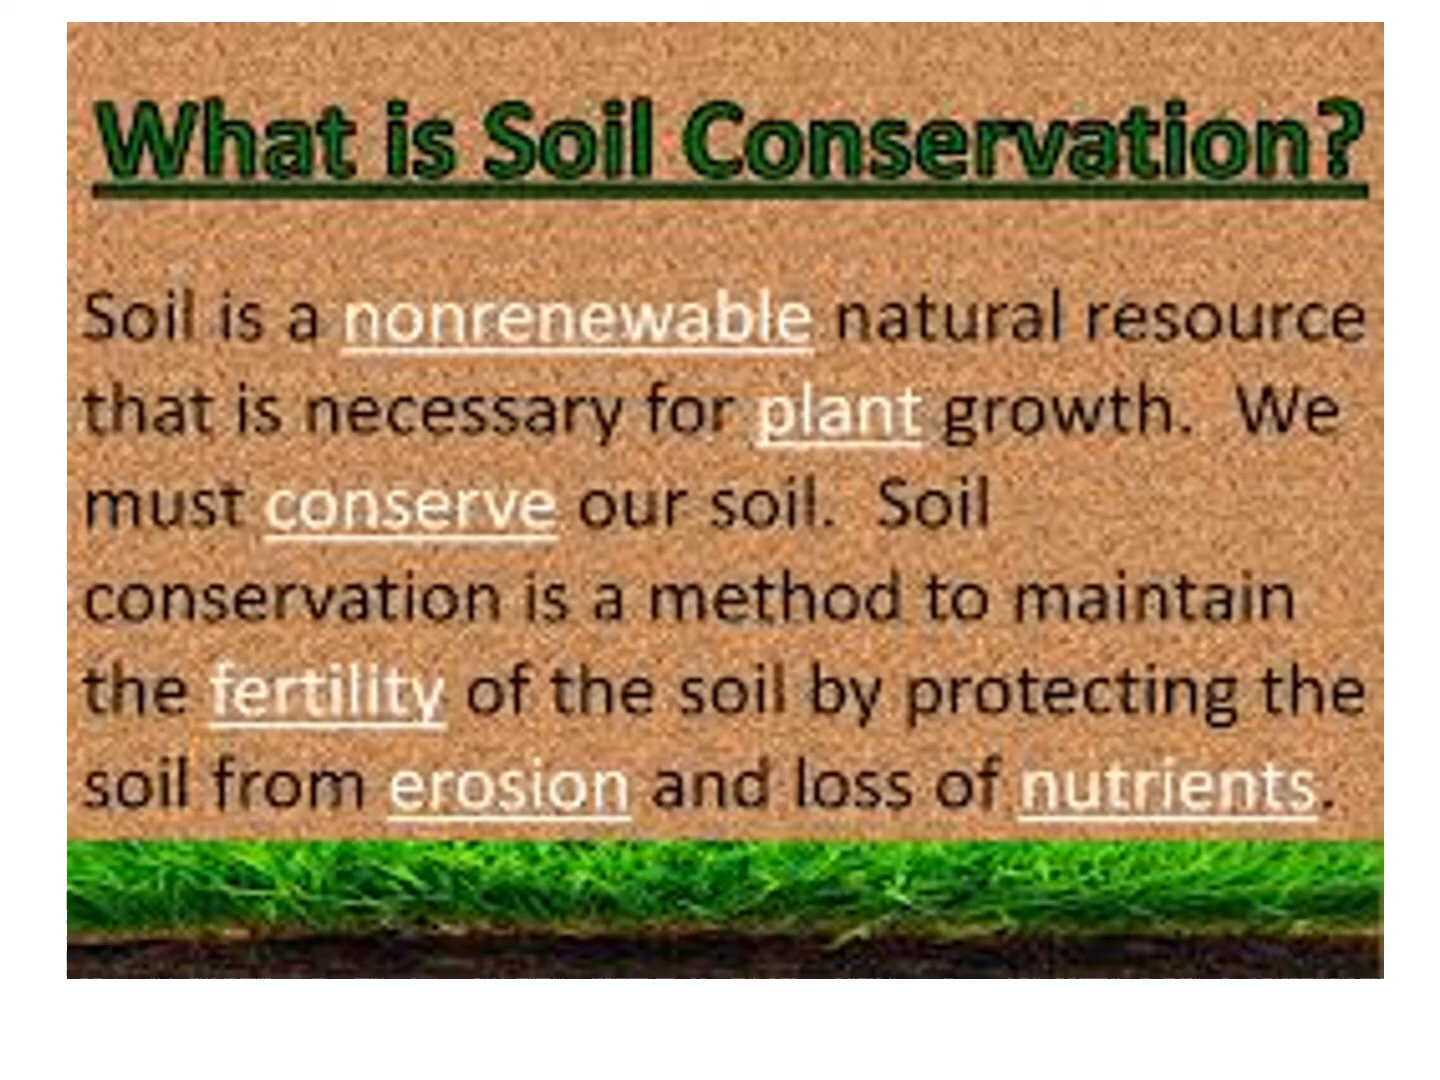 What is Soil Conservation?
Soil is a nonrenewable natural resource
that is necessary for plant growth.  We
must conserve our soil.  Soil
conservation is a method to maintain
the fertility of the soil by protecting the
soil from erosion and loss of nutrients.